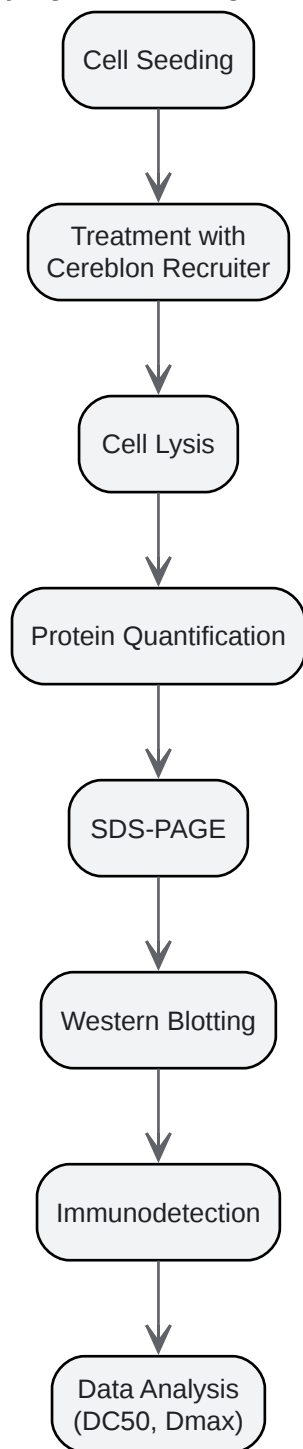 Cell Seeding
Treatment with
Cereblon Recruiter
Cell Lysis
Protein Quantification
SDS-PAGE
Western Blotting
Immunodetection
Data Analysis
(DC50, Dmax)